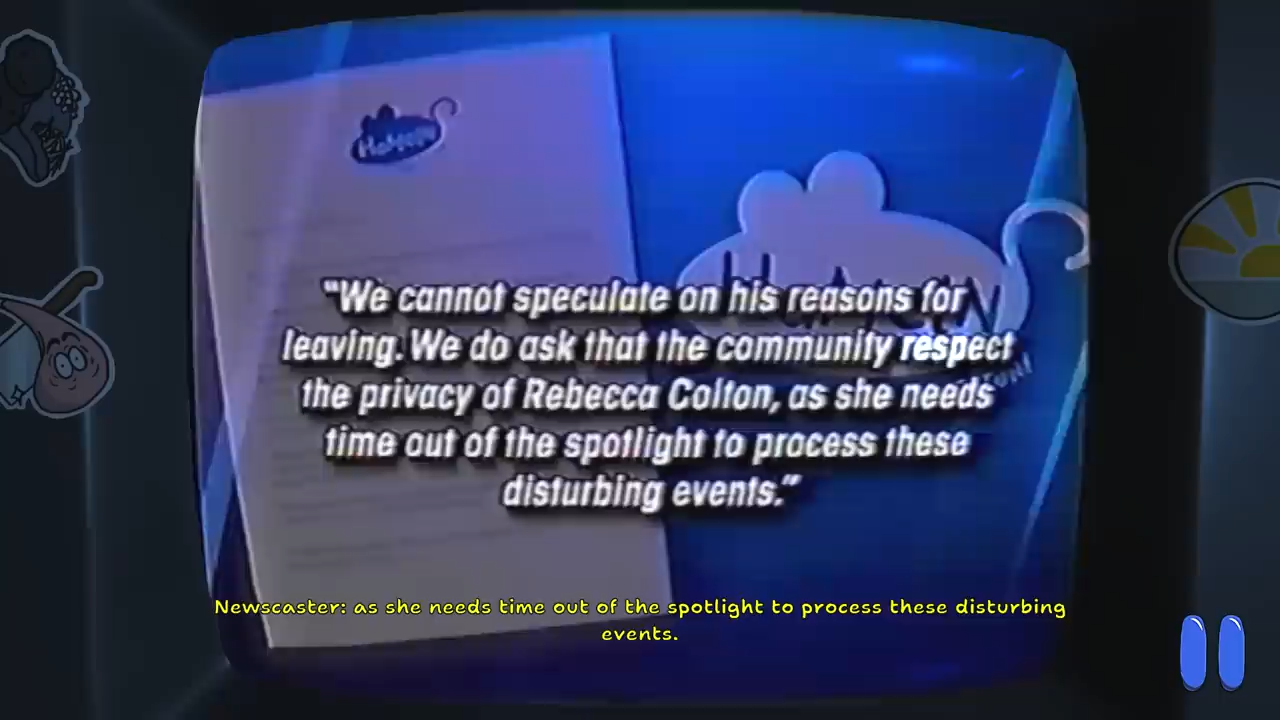 “We cannot speculate on his reasons for
leaving. We do ask that the community respect
the privacy of Rebecca Colton, as she needs
time out of the spotlight to process these
disturbing events.”
Newscaster: as she needs time out of the spotlight to process these disturbing
events.